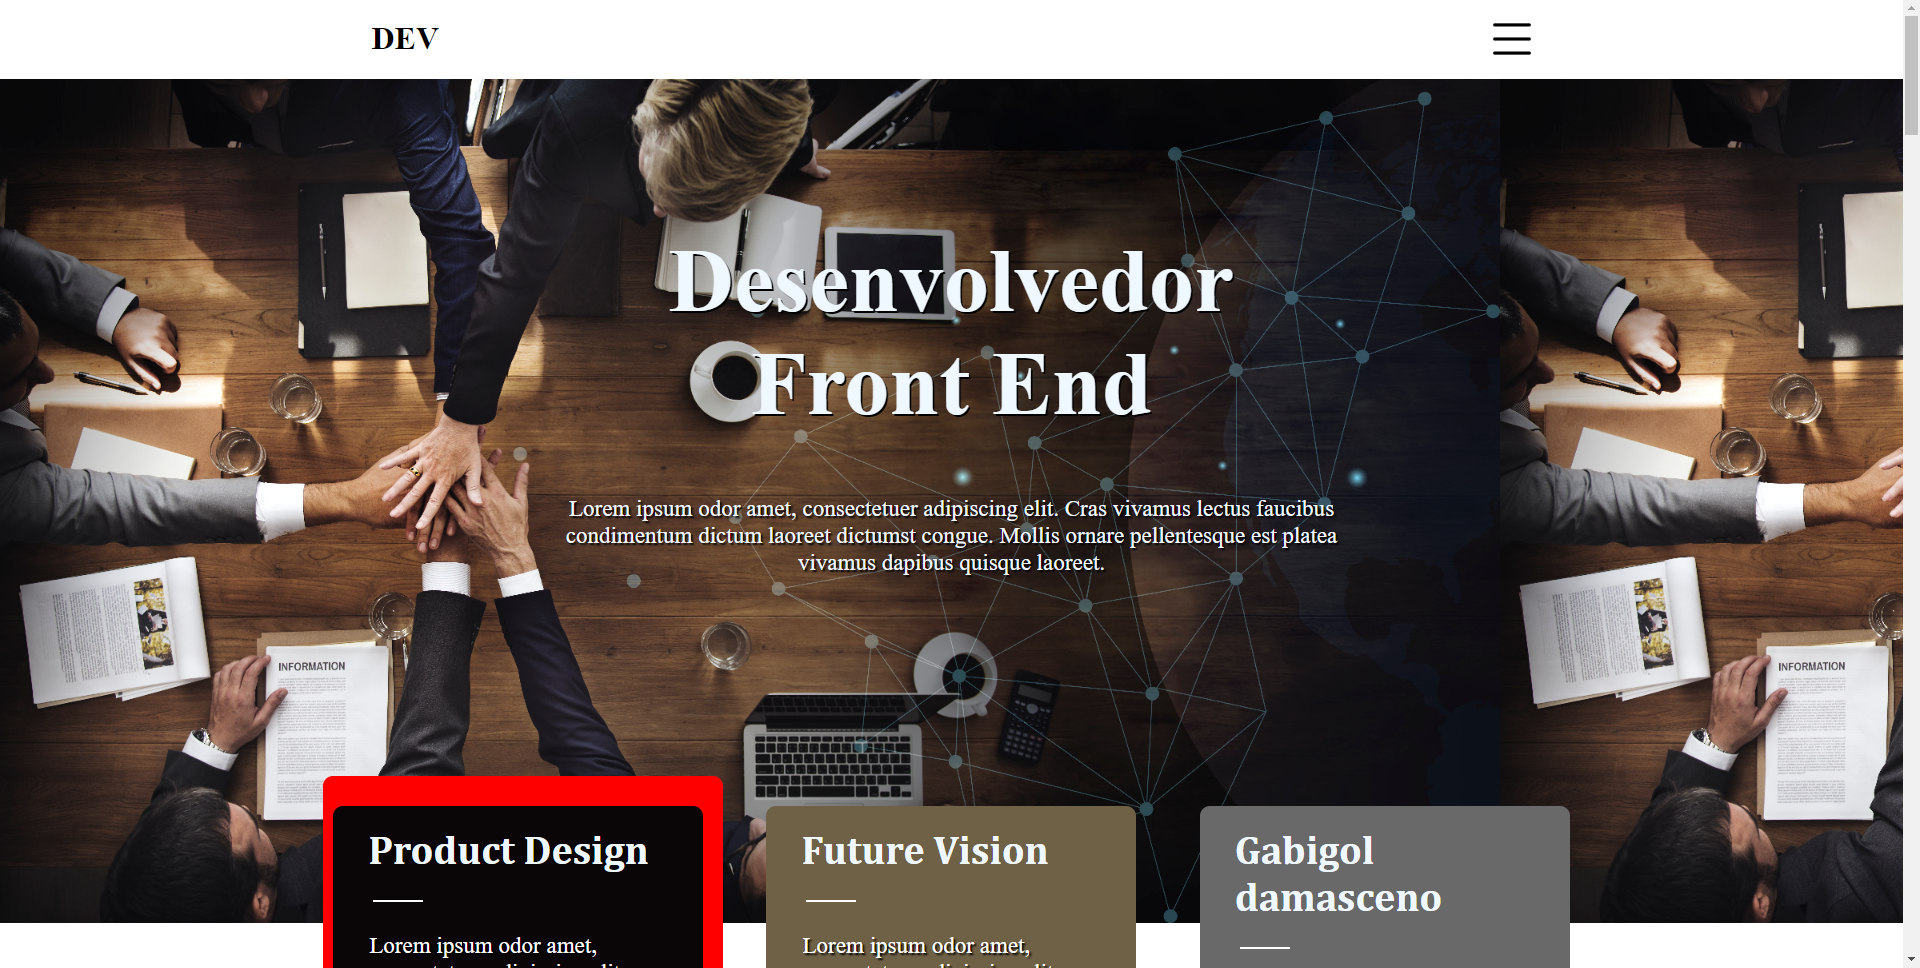 DEV
Desenvolvedor
Front End
Lorem ipsum odor amet, consectetuer adipiscing elit. Cras vivamus lectus faucibus
condimentum dictum laoreet dictumst congue. Mollis ornare pellentesque est platea
vivamus dapibus quisque laoreet.
INFORMATION
INFORMATION
Product Design
Lorem ipsum odor amet,
Future Vision
Lorem ipsum odor amet,
Gabigol
damasceno